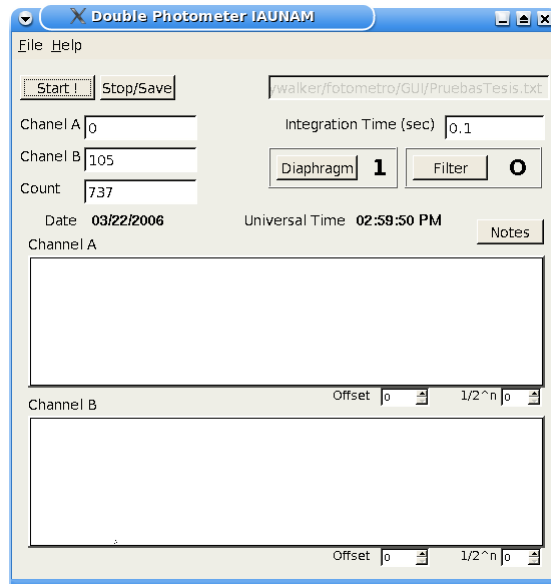 Double Photometer IAUNAM
File Help
Start ! Stop/Save ywalker/fotometro/GUI/PruebasTesis.txt
Chanel A 0 Integration Time (sec) 0.1
Chanel B 105 Diaphragm 1 Filter O
Count 737
Date 03/22/2006 Universal Time 02:59:50 PM
Notes
Channel A
Offset 0 1/2^n 0
Channel B
Offset 0 1/2^n 0